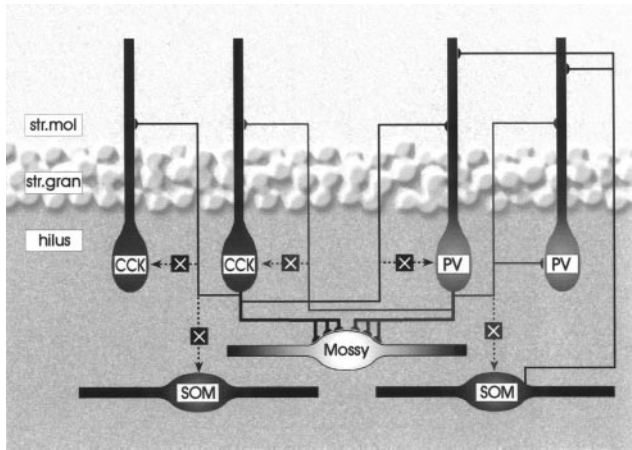 str.mol
str.gran
hilus
CCK
CCK
PV
PV
Mossy
SOM
SOM